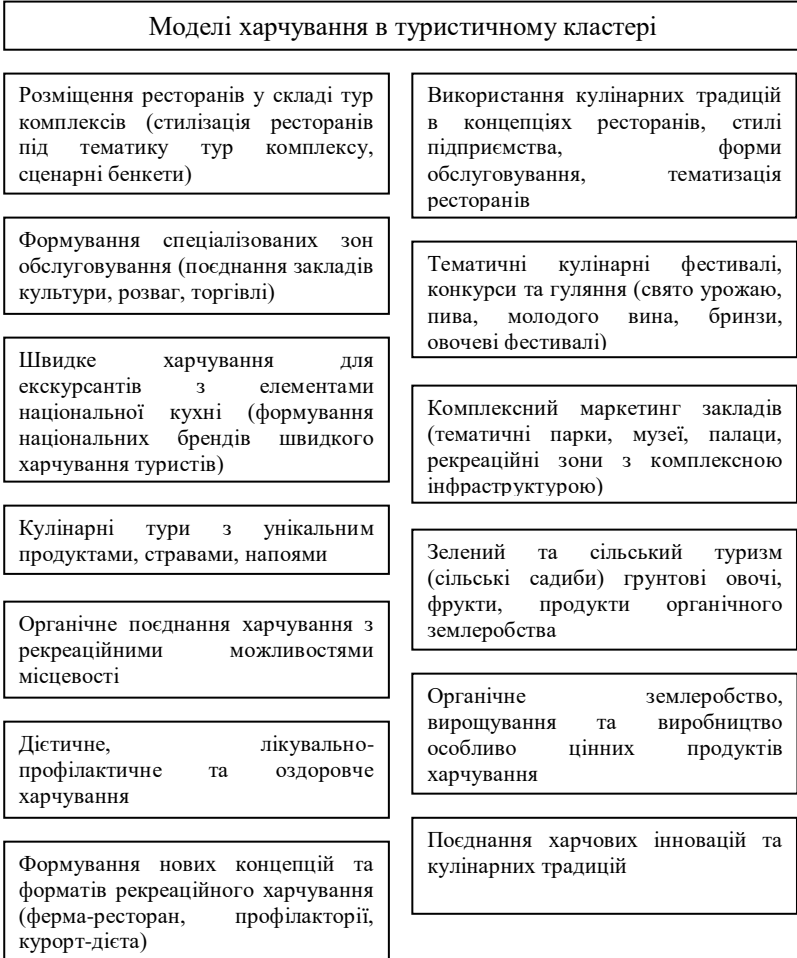 Моделі харчування в туристичному кластері
Розміщення ресторанів у складі тур
комплексів (стилізація ресторанів
під тематику тур комплексу,
сценарні бенкети)
Формування спеціалізованих зон
обслуговування (поєднання закладів
культури, розваг, торгівлі)
Швидке харчування для
екскурсантів з елементами
національної кухні (формування
національних брендів швидкого
харчування туристів)
Кулінарні тури з унікальним
продуктами, стравами, напоями
Органічне поєднання харчування з
рекреаційними можливостями
місцевості
Дієтичне, лікувально-
профілактичне та оздоровче
харчування
Формування нових концепцій та
форматів рекреаційного харчування
(ферма-ресторан, профілакторії,
курорт-дієта)
Використання кулінарних традицій
в концепціях ресторанів, стилі
підприємства, форми
обслуговування, тематизація
ресторанів
Тематичні кулінарні фестивалі,
конкурси та гуляння (свято урожаю,
пива, молодого вина, бринзи,
овочеві фестивалі)
Комплексний маркетинг закладів
(тематичні парки, музеї, палаци,
рекреаційні зони з комплексною
інфраструктурою)
Зелений та сільський туризм
(сільські садиби) грунтові овочі,
фрукти, продукти органічного
землеробства
Органічне землеробство,
вирощування та виробництво
особливо цінних продуктів
харчування
Поєднання харчових інновацій та
кулінарних традицій